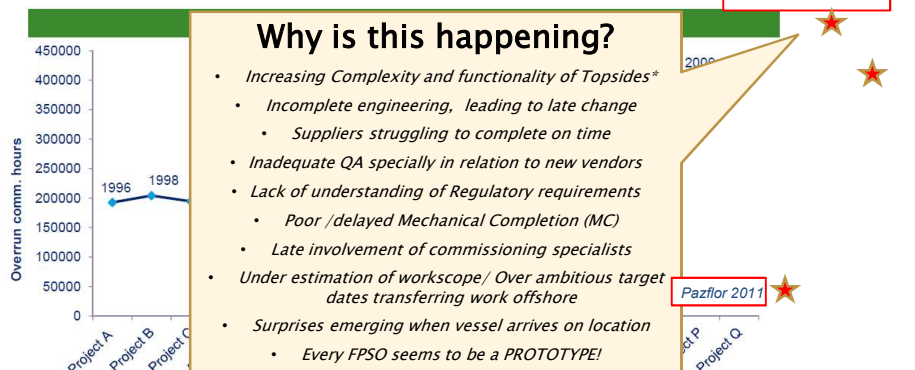 Why is this happening?
• Increasing Complexity and functionality of Topsides*
• Incomplete engineering, leading to late change
• Suppliers struggling to complete on time
• Inadequate QA specially in relation to new vendors
• Lack of understanding of Regulatory requirements
• Poor /delayed Mechanical Completion (MC)
• Late involvement of commissioning specialists
• Under estimation of workscope/ Over ambitious target
dates transferring work offshore
• Surprises emerging when vessel arrives on location
• Every FPSO seems to be a PROTOTYPE!
Overrun comm. hours
450000
400000
350000
300000
250000
200000
150000
100000
50000
0
1996
1998
Pazflor 2011
Project A
Project B
Project
Project Q